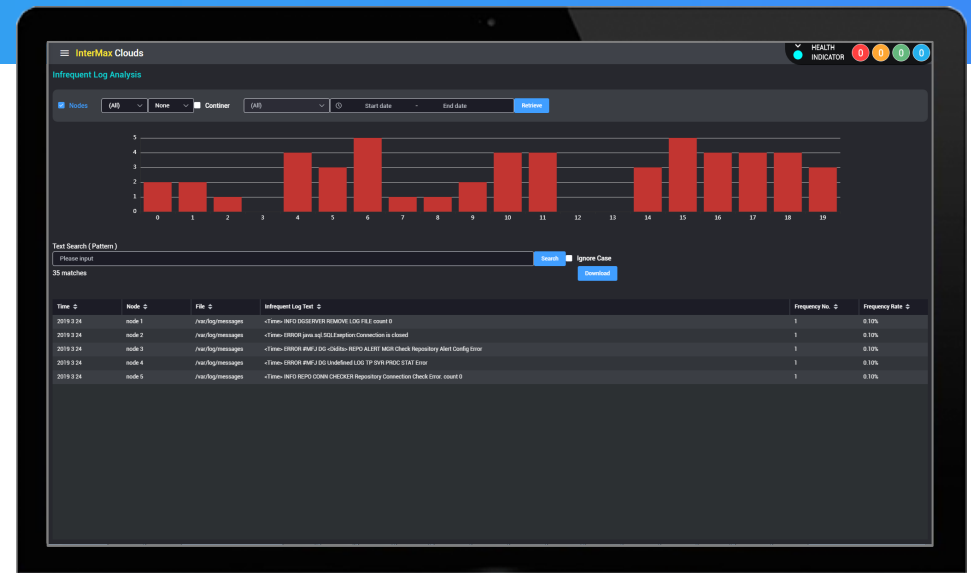 InterMax Clouds
HEALTH INDICATOR 0 0 0 0
Infrequent Log Analysis
Nodes (All) None Continer (All) Start date - End date Retrieve
5
4
3
2
1
0
0 1 2 3 4 5 6 7 8 9 10 11 12 13 14 15 16 17 18 19
Text Search ( Pattern )
Please input Search Ignore Case
35 matches Download
Time Node File Infrequent Log Text Frequency No. Frequency Rate
2019 3 24 node 1 /var/log/messages <Time> INFO DGSERVER REMOVE LOG FILE count 0 1 0.10%
2019 3 24 node 2 /var/log/messages <Time> ERROR java.sql.SQLExeption:Connection is closed 1 0.10%
2019 3 24 node 3 /var/log/messages <Time> ERROR #MFJ DG <Didits> REPO ALERT MGR Check Repository Alert Config Error 1 0.10%
2019 3 24 node 4 /var/log/messages <Time> ERROR #MFJ DG Undefined LOG TP SVR PROC STAT Error 1 0.10%
2019 3 24 node 5 /var/log/messages <Time> INFO REPO CONN CHECKER Repository Connection Check Error. count 0 1 0.10%